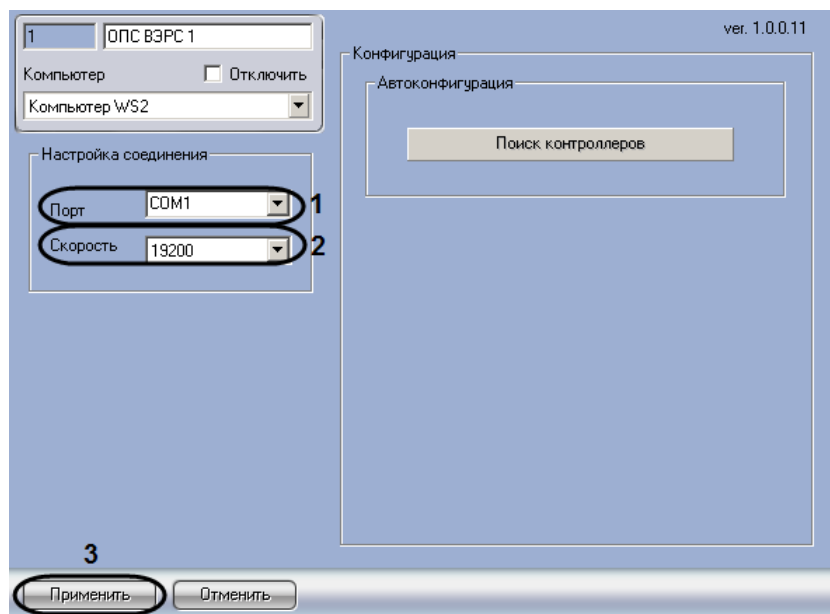 1 ОПС ВЭРС 1
ver. 1.0.0.11
Компьютер Отключить
Компьютер WS2
Настройка соединения
Порт COM1 1
Скорость 19200 2
Конфигурация
Автоконфигурация
Поиск контроллеров
3
Применить Отменить